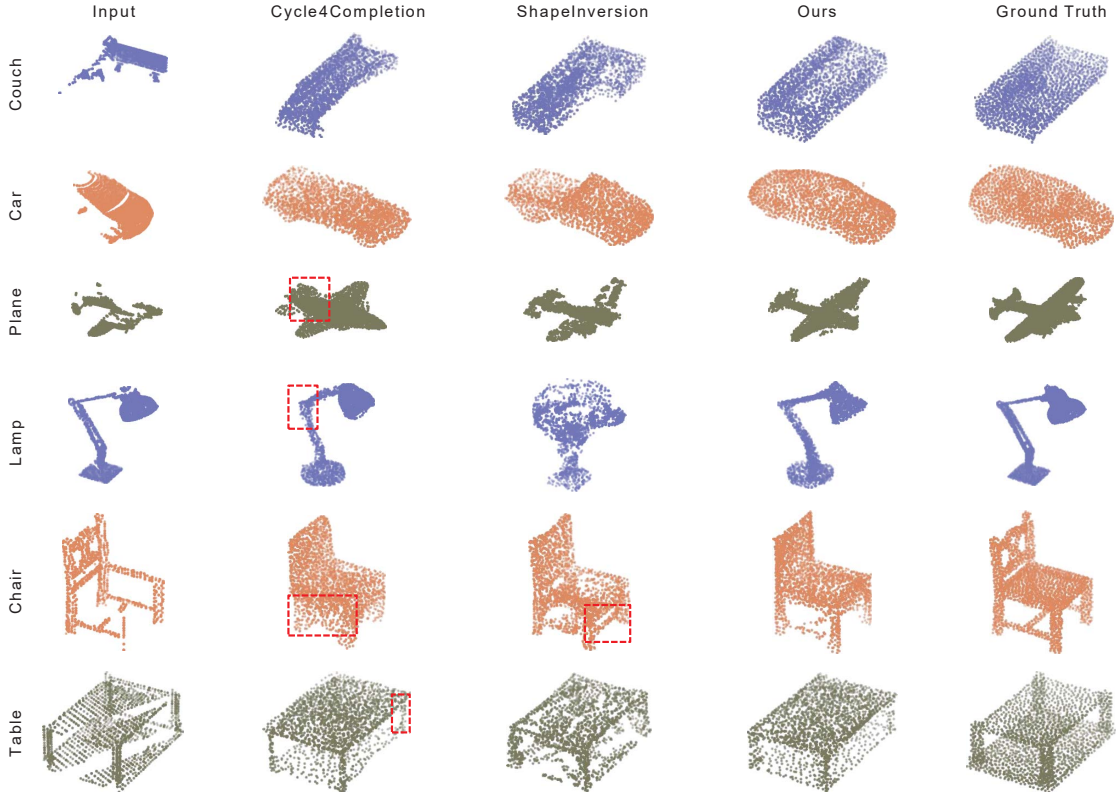 Input Cycle4Completion ShapeInversion Ours Ground Truth
Couch
Car
Plane
Lamp
Chair
Table